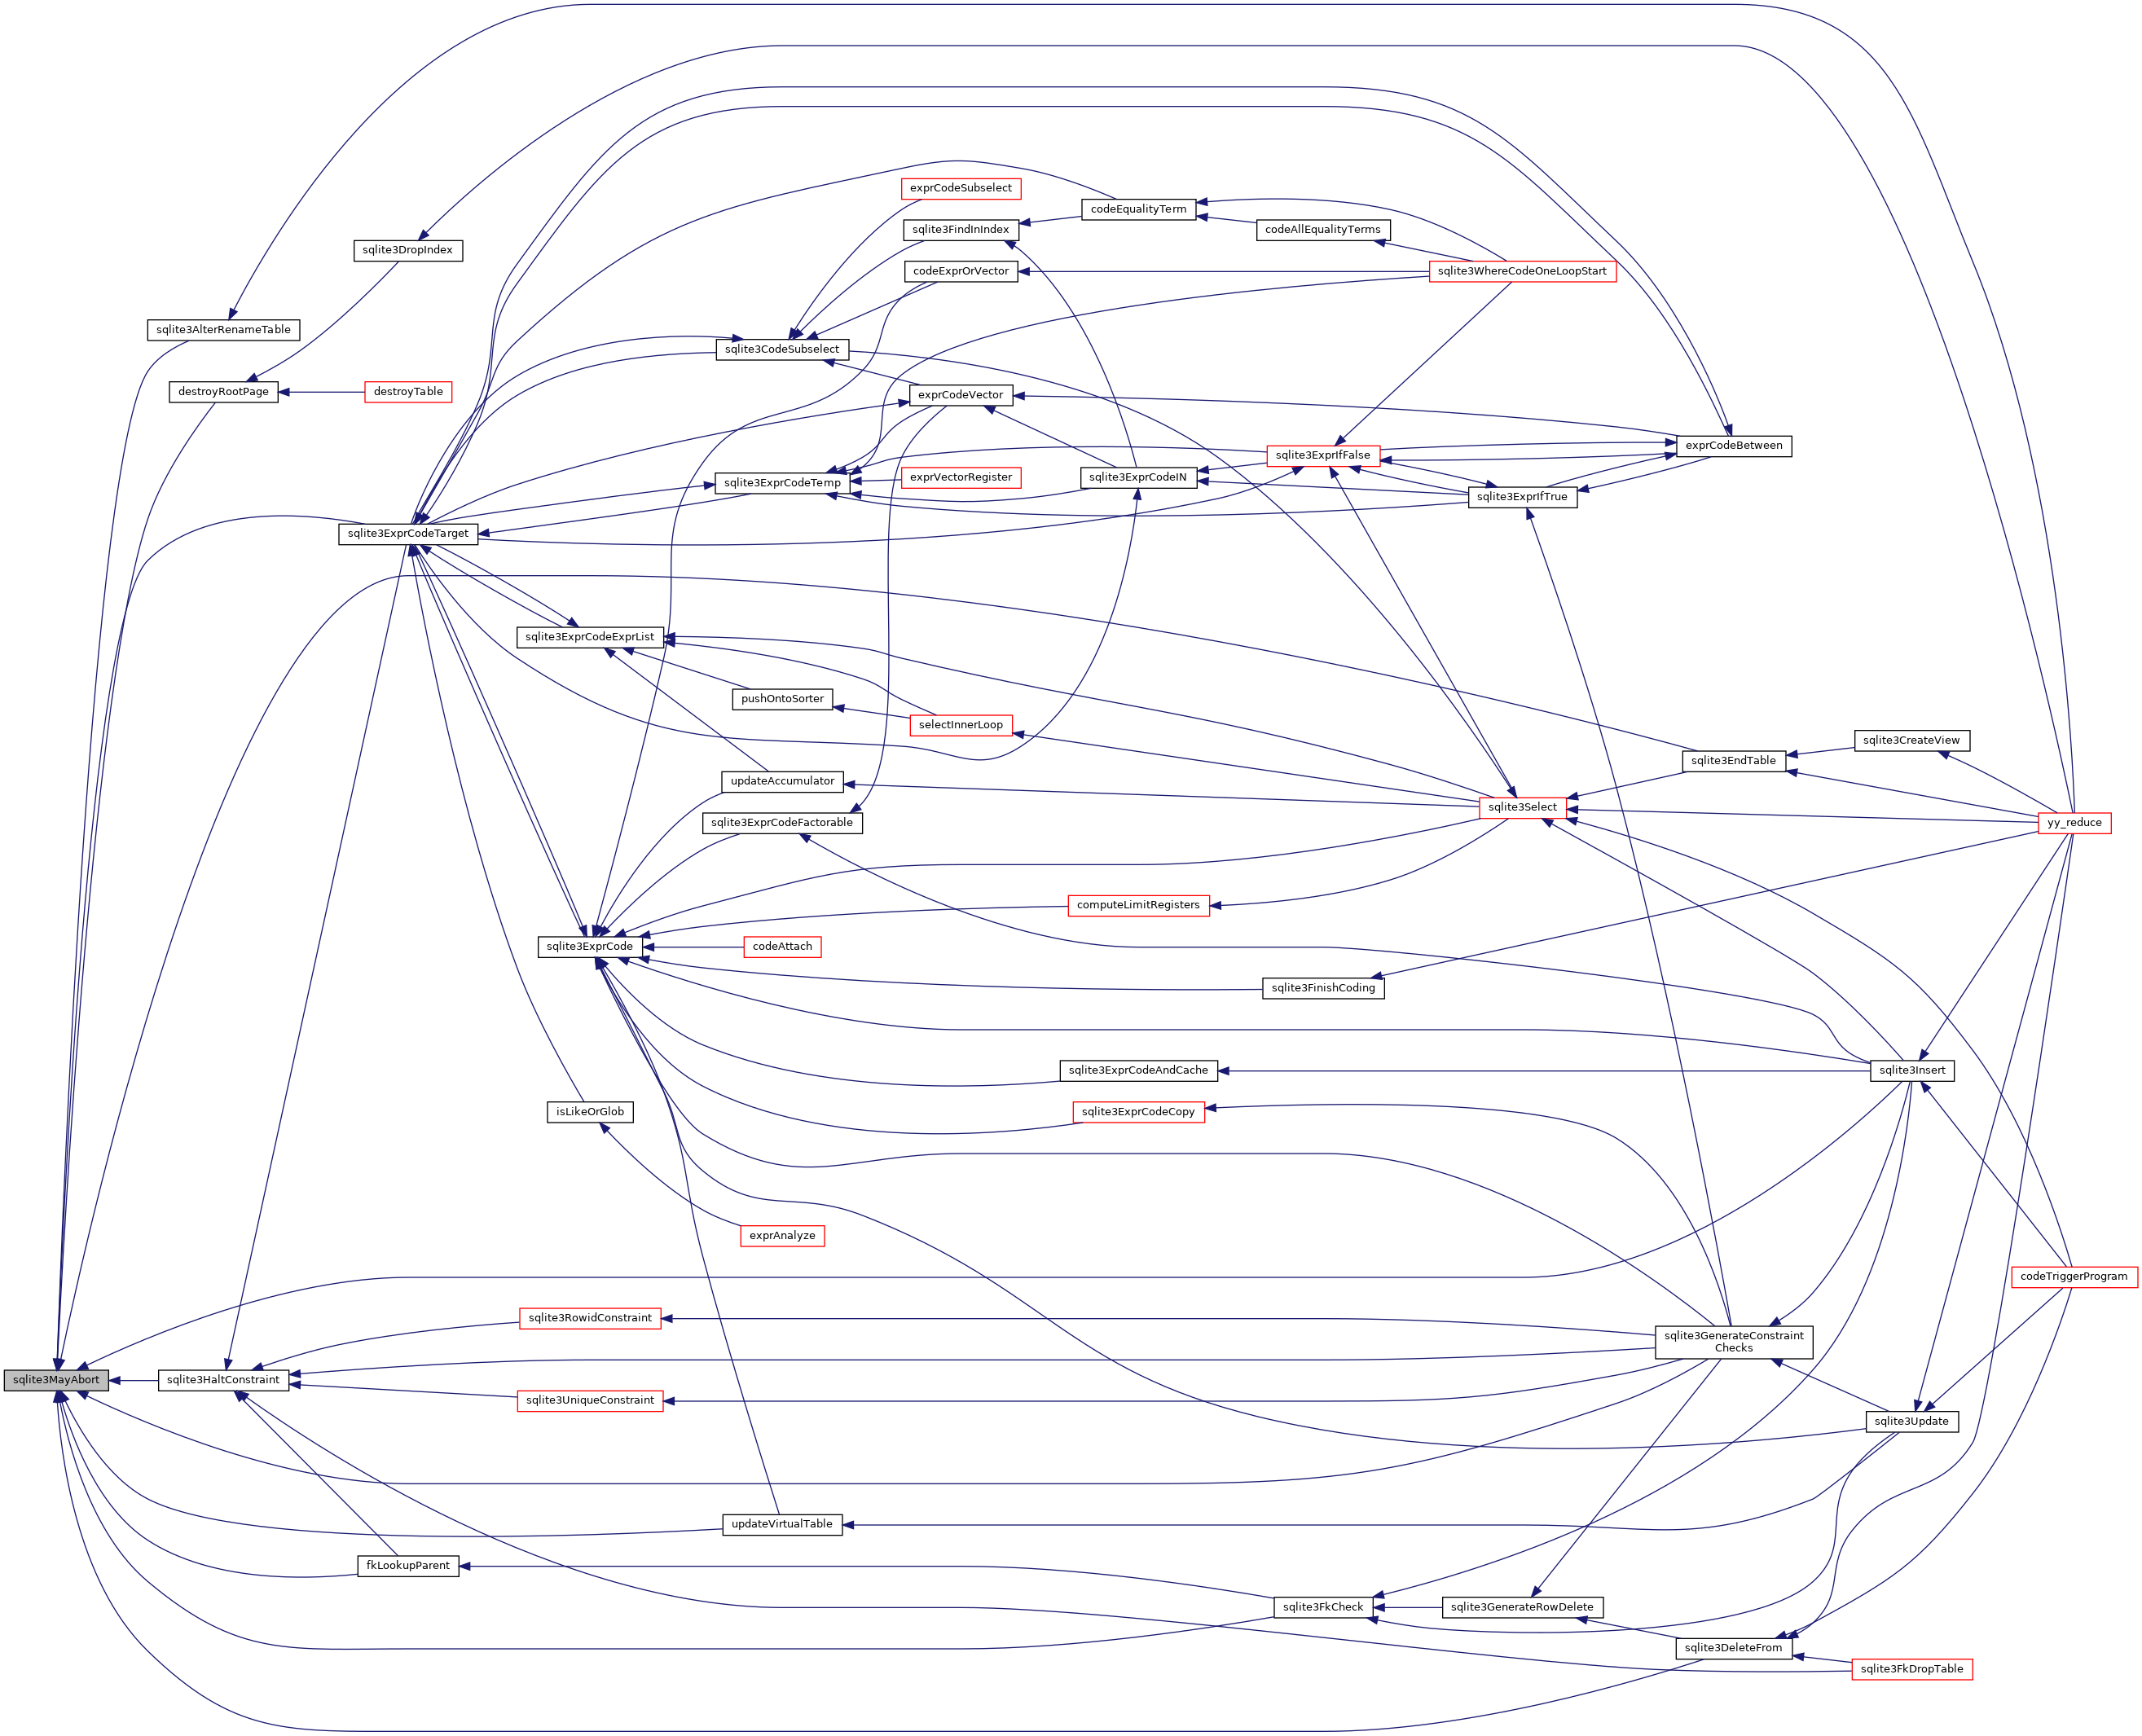 exprCodeSubselect
codeEqualityTerm
sqlite3FindInIndex
codeAllEqualityTerms
sqlite3DropIndex
codeExprOrVector
sqlite3WhereCodeOneLoopStart
sqlite3AlterRenameTable
sqlite3CodeSubselect
destroyRootPage
destroyTable
exprCodeVector
exprCodeBetween
sqlite3ExprIfFalse
sqlite3ExprCodeTemp
exprVectorRegister
sqlite3ExprCodeIN
sqlite3ExprIfTrue
sqlite3ExprCodeTarget
sqlite3ExprCodeExprList
pushOntoSorter
selectInnerLoop
sqlite3CreateView
sqlite3EndTable
updateAccumulator
sqlite3Select
sqlite3ExprCodeFactorable
yy_reduce
computeLimitRegisters
sqlite3ExprCode
codeAttach
sqlite3FinishCoding
sqlite3ExprCodeAndCache
sqlite3Insert
isLikeOrGlob
sqlite3ExprCodeCopy
exprAnalyze
codeTriggerProgram
sqlite3RowidConstraint
sqlite3GenerateConstraint
Checks
sqlite3MayAbort
sqlite3HaltConstraint
sqlite3UniqueConstraint
sqlite3Update
updateVirtualTable
fkLookupParent
sqlite3FkCheck
sqlite3GenerateRowDelete
sqlite3DeleteFrom
sqlite3FkDropTable